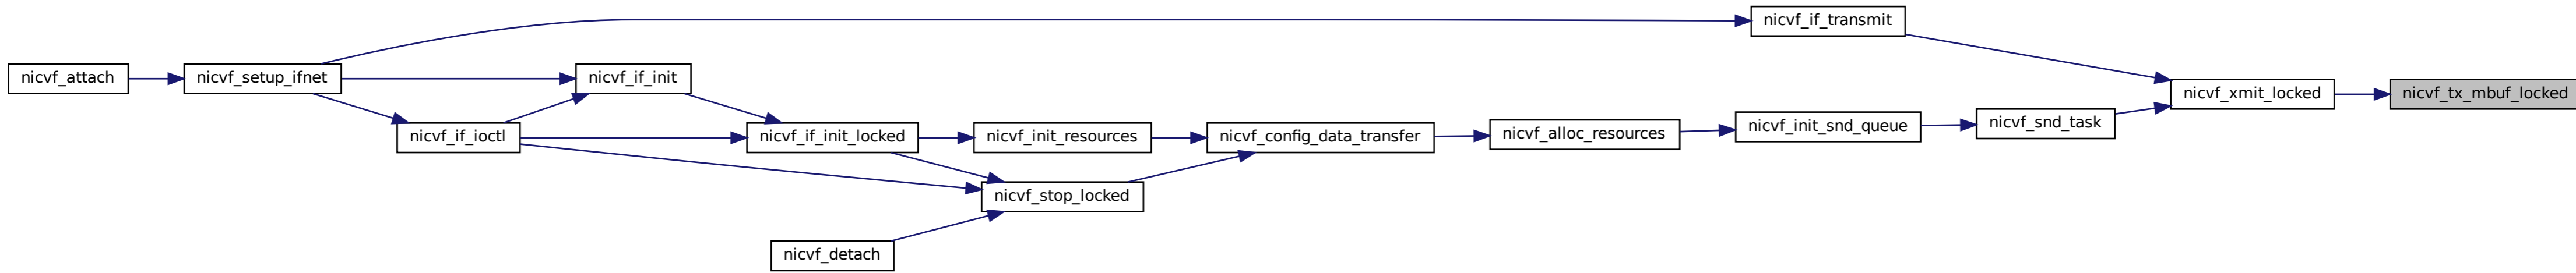 nicvf_if_transmit
nicvf_attach
nicvf_setup_ifnet
nicvf_if_init
nicvf_xmit_locked
nicvf_tx_mbuf_locked
nicvf_if_ioctl
nicvf_if_init_locked
nicvf_init_resources
nicvf_config_data_transfer
nicvf_alloc_resources
nicvf_init_snd_queue
nicvf_snd_task
nicvf_stop_locked
nicvf_detach